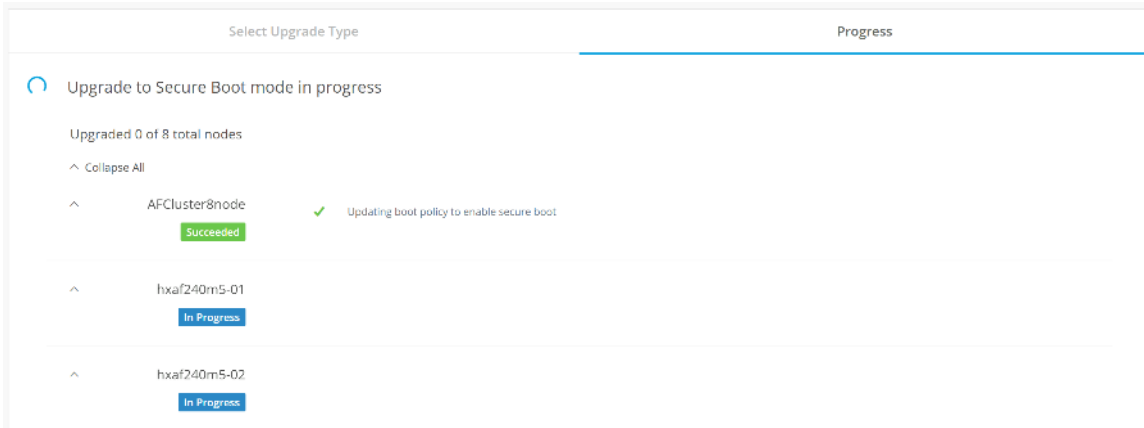 Select Upgrade Type
Progress
Upgrade to Secure Boot mode in progress
Upgraded 0 of 8 total nodes
Collapse All
AFCluster8node
Updating boot policy to enable secure boot
Succeeded
hxaf240m5-01
In Progress
hxaf240m5-02
In Progress